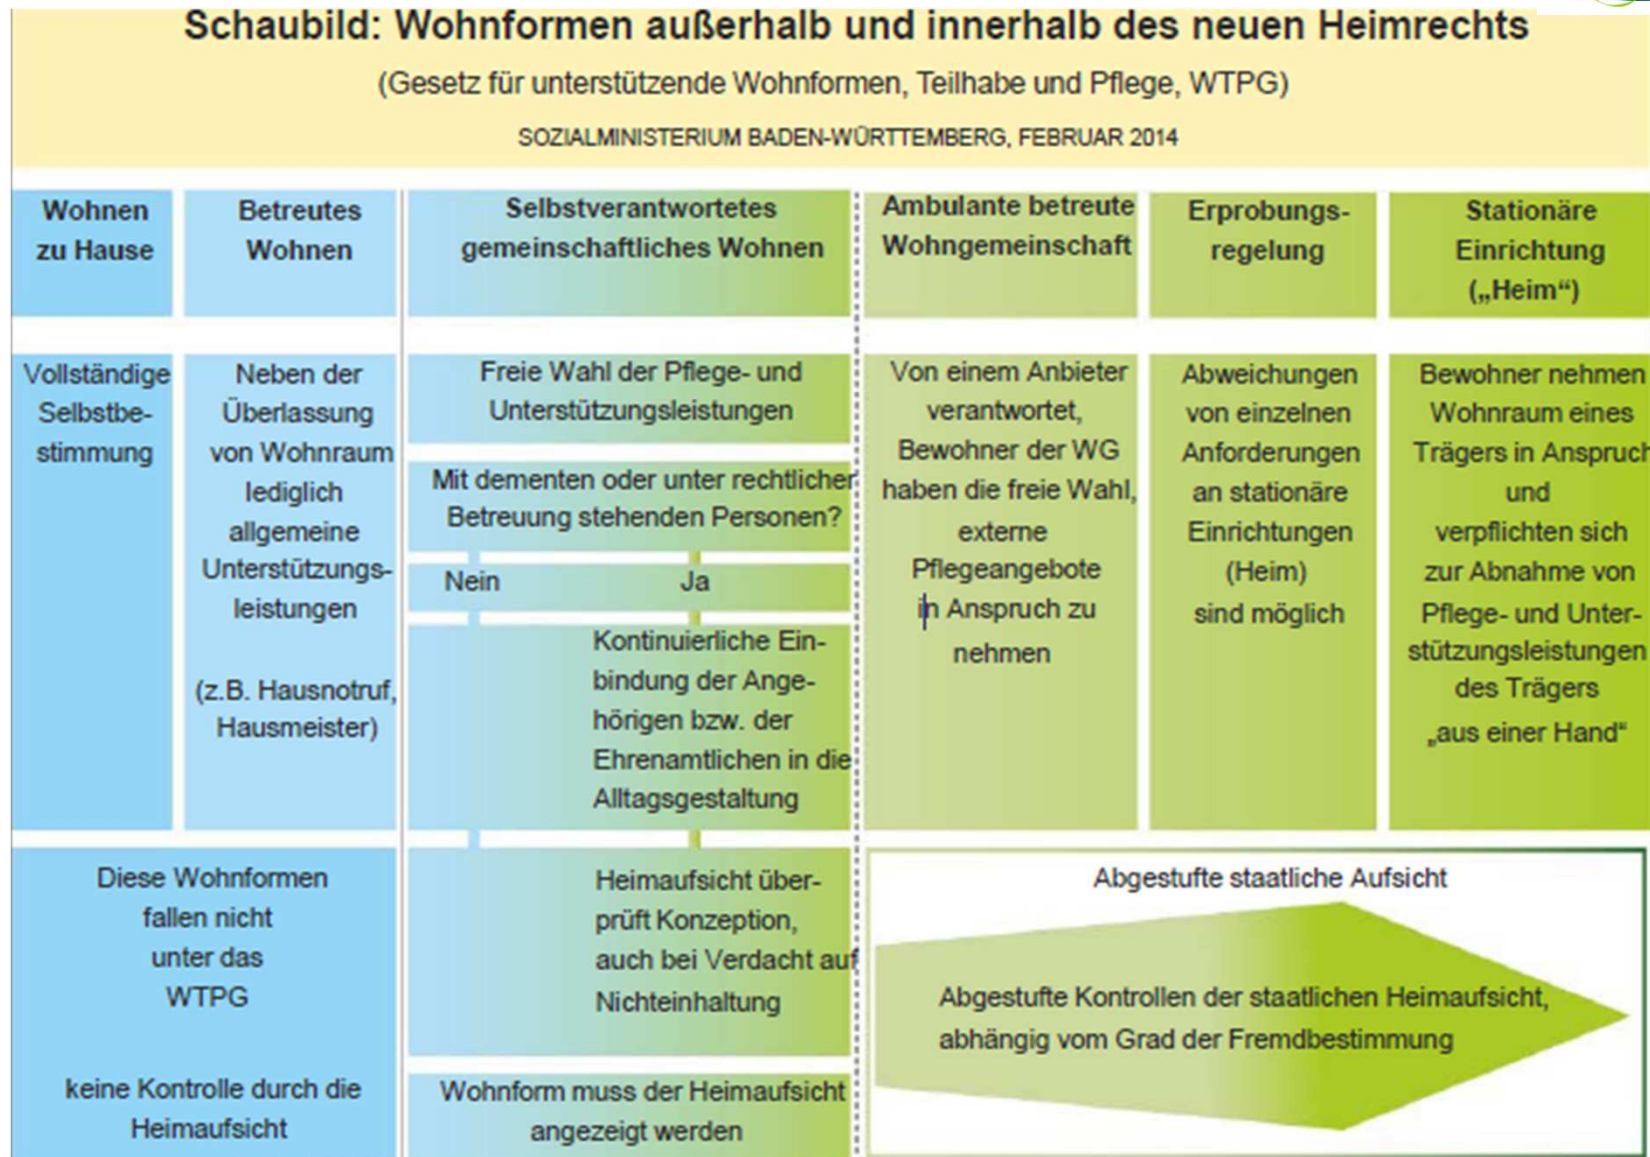 Schaubild: Wohnformen außerhalb und innerhalb des neuen Heimrechts
(Gesetz für unterstützende Wohnformen, Teilhabe und Pflege, WTPG)
SOZIALMINISTERIUM BADEN-WÜRTTEMBERG, FEBRUAR 2014
Wohnen
zu Hause
Betreutes
Wohnen
Selbstverantwortetes
gemeinschaftliches Wohnen
Ambulante betreute
Wohngemeinschaft
Erprobungs-
regelung
Stationäre
Einrichtung
(„Heim“)
Vollständige
Selbstbe-
stimmung
Neben der
Überlassung
von Wohnraum
lediglich
allgemeine
Unterstützungs-
leistungen
(z.B. Hausnotruf,
Hausmeister)
Freie Wahl der Pflege- und
Unterstützungsleistungen
Mit dementen oder unter rechtlicher
Betreuung stehenden Personen?
Nein
Ja
Kontinuierliche Ein-
bindung der Ange-
hörigen bzw. der
Ehrenamtlichen in die
Alltagsgestaltung
Von einem Anbieter
verantwortet,
Bewohner der WG
haben die freie Wahl,
externe
Pflegeangebote
in Anspruch zu
nehmen
Abweichungen
von einzelnen
Anforderungen
an stationäre
Einrichtungen
(Heim)
sind möglich
Bewohner nehmen
Wohnraum eines
Trägers in Anspruch
und
verpflichten sich
zur Abnahme von
Pflege- und Unter-
stützungsleistungen
des Trägers
„aus einer Hand“
Diese Wohnformen
fallen nicht
unter das
WTPG
keine Kontrolle durch die
Heimaufsicht
Heimaufsicht über-
prüft Konzeption,
auch bei Verdacht auf
Nichteinhaltung
Wohnform muss der Heimaufsicht
angezeigt werden
Abgestufte staatliche Aufsicht
Abgestufte Kontrollen der staatlichen Heimaufsicht,
abhängig vom Grad der Fremdbestimmung